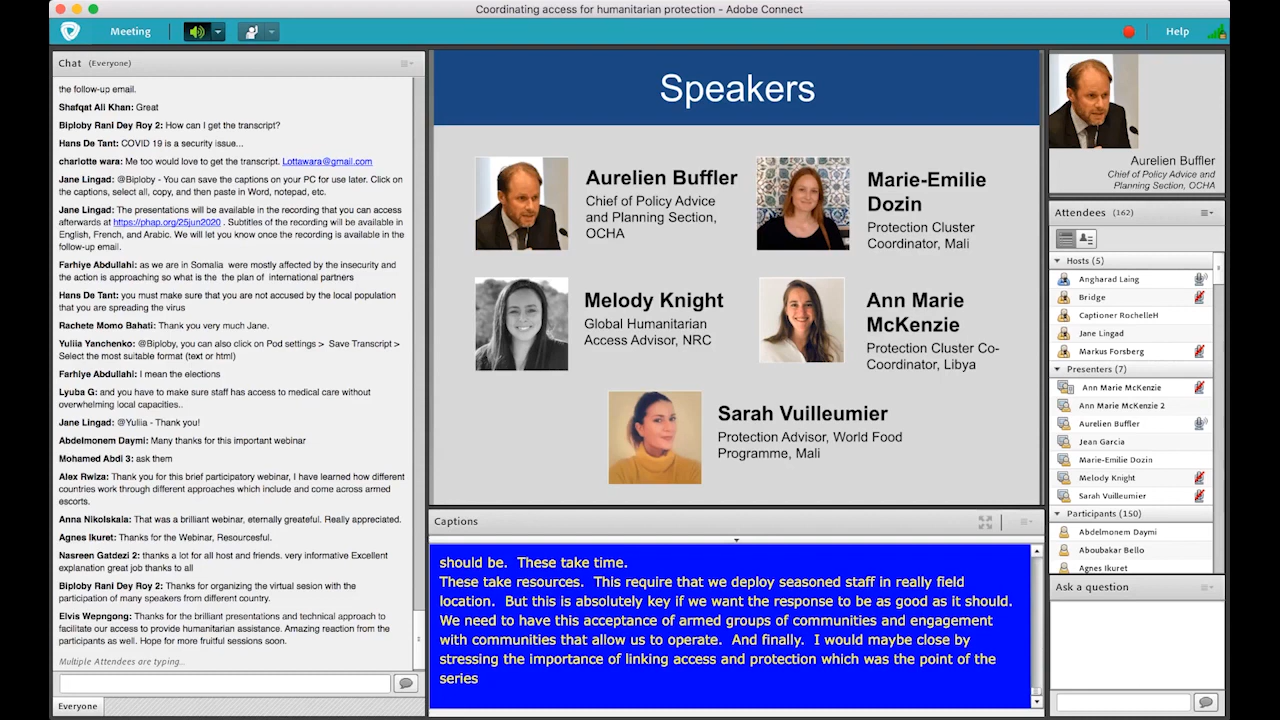 Coordinating access for humanitarian protection - Adobe Connect
Meeting
Help
Chat (Everyone)
the follow-up email.
Shafqat Ali Khan: Great
Biploby Rani Dey Roy 2: How can I get the transcript?
Hans De Tant: COVID 19 is a security issue...
charlotte wara: Me too would love to get the transcript. Lottawara@gmail.com
Jane Lingad: @Biploby - You can save the captions on your PC for use later. Click on
the captions, select all, copy, and then paste in Word, notepad, etc.
Jane Lingad: The presentations will be available in the recording that you can access
afterwards at https://phap.org/25jun2020 . Subtitles of the recording will be available in
English, French, and Arabic. We will let you know once the recording is available in the
follow-up email.
Farhiye Abdullahi: as we are in Somalia were mostly affected by the insecurity and
the action is approaching so what is the the plan of international partners
Hans De Tant: you must make sure that you are not accused by the local population
that you are spreading the virus
Rachete Momo Bahati: Thank you very much Jane.
Yuliia Yanchenko: @Biploby, you can also click on Pod settings > Save Transcript >
Select the most suitable format (text or html)
Farhiye Abdullahi: I mean the elections
Lyuba G: and you have to make sure staff has access to medical care without
overwhelming local capacities..
Jane Lingad: @Yuliia - Thank you!
Abdelmonem Daymi: Many thanks for this important webinar
Mohamed Abdi 3: ask them
Alex Rwiza: Thank you for this brief participatory webinar, I have learned how different
countries work through different approaches which include and come across armed
escorts.
Anna Nikolskala: That was a brilliant webinar, eternally greateful. Really appreciated.
Agnes Ikuret: Thanks for the Webinar, Resourcesful.
Nasreen Gatdezi 2: thanks a lot for all host and friends. very informative Excellent
explanation great job thanks to all
Biploby Rani Dey Roy 2: Thanks for organizing the virtual sesion with the
participation of many speakers from different country.
Elvis Wepngong: Thanks for the brilliant presentations and technical approach to
facilitate our access to provide humanitarian assistance. Amazing reaction from the
participants as well. Hope for more fruitful sessions soon.
Multiple Attendees are typing...
Everyone
Speakers
Aurelien Buffler
Chief of Policy Advice
and Planning Section,
OCHA
Marie-Emilie
Dozin
Protection Cluster
Coordinator, Mali
Melody Knight
Global Humanitarian
Access Advisor, NRC
Ann Marie
McKenzie
Protection Cluster Co-
Coordinator, Libya
Sarah Vuilleumier
Protection Advisor, World Food
Programme, Mali
Captions
should be. These take time.
These take resources. This require that we deploy seasoned staff in really field
location. But this is absolutely key if we want the response to be as good as it should.
We need to have this acceptance of armed groups of communities and engagement
with communities that allow us to operate. And finally. I would maybe close by
stressing the importance of linking access and protection which was the point of the
series
Aurelien Buffler
Chief of Policy Advice and
Planning Section, OCHA
Attendees (162)
Hosts (5)
Angharad Laing
Bridge
Captioner RochelleH
Jane Lingad
Markus Forsberg
Presenters (7)
Ann Marie McKenzie
Ann Marie McKenzie 2
Aurelien Buffler
Jean Garcia
Marie-Emilie Dozin
Melody Knight
Sarah Vuilleumier
Participants (150)
Abdelmonem Daymi
Aboubakar Bello
Agnes Ikuret
Ask a question